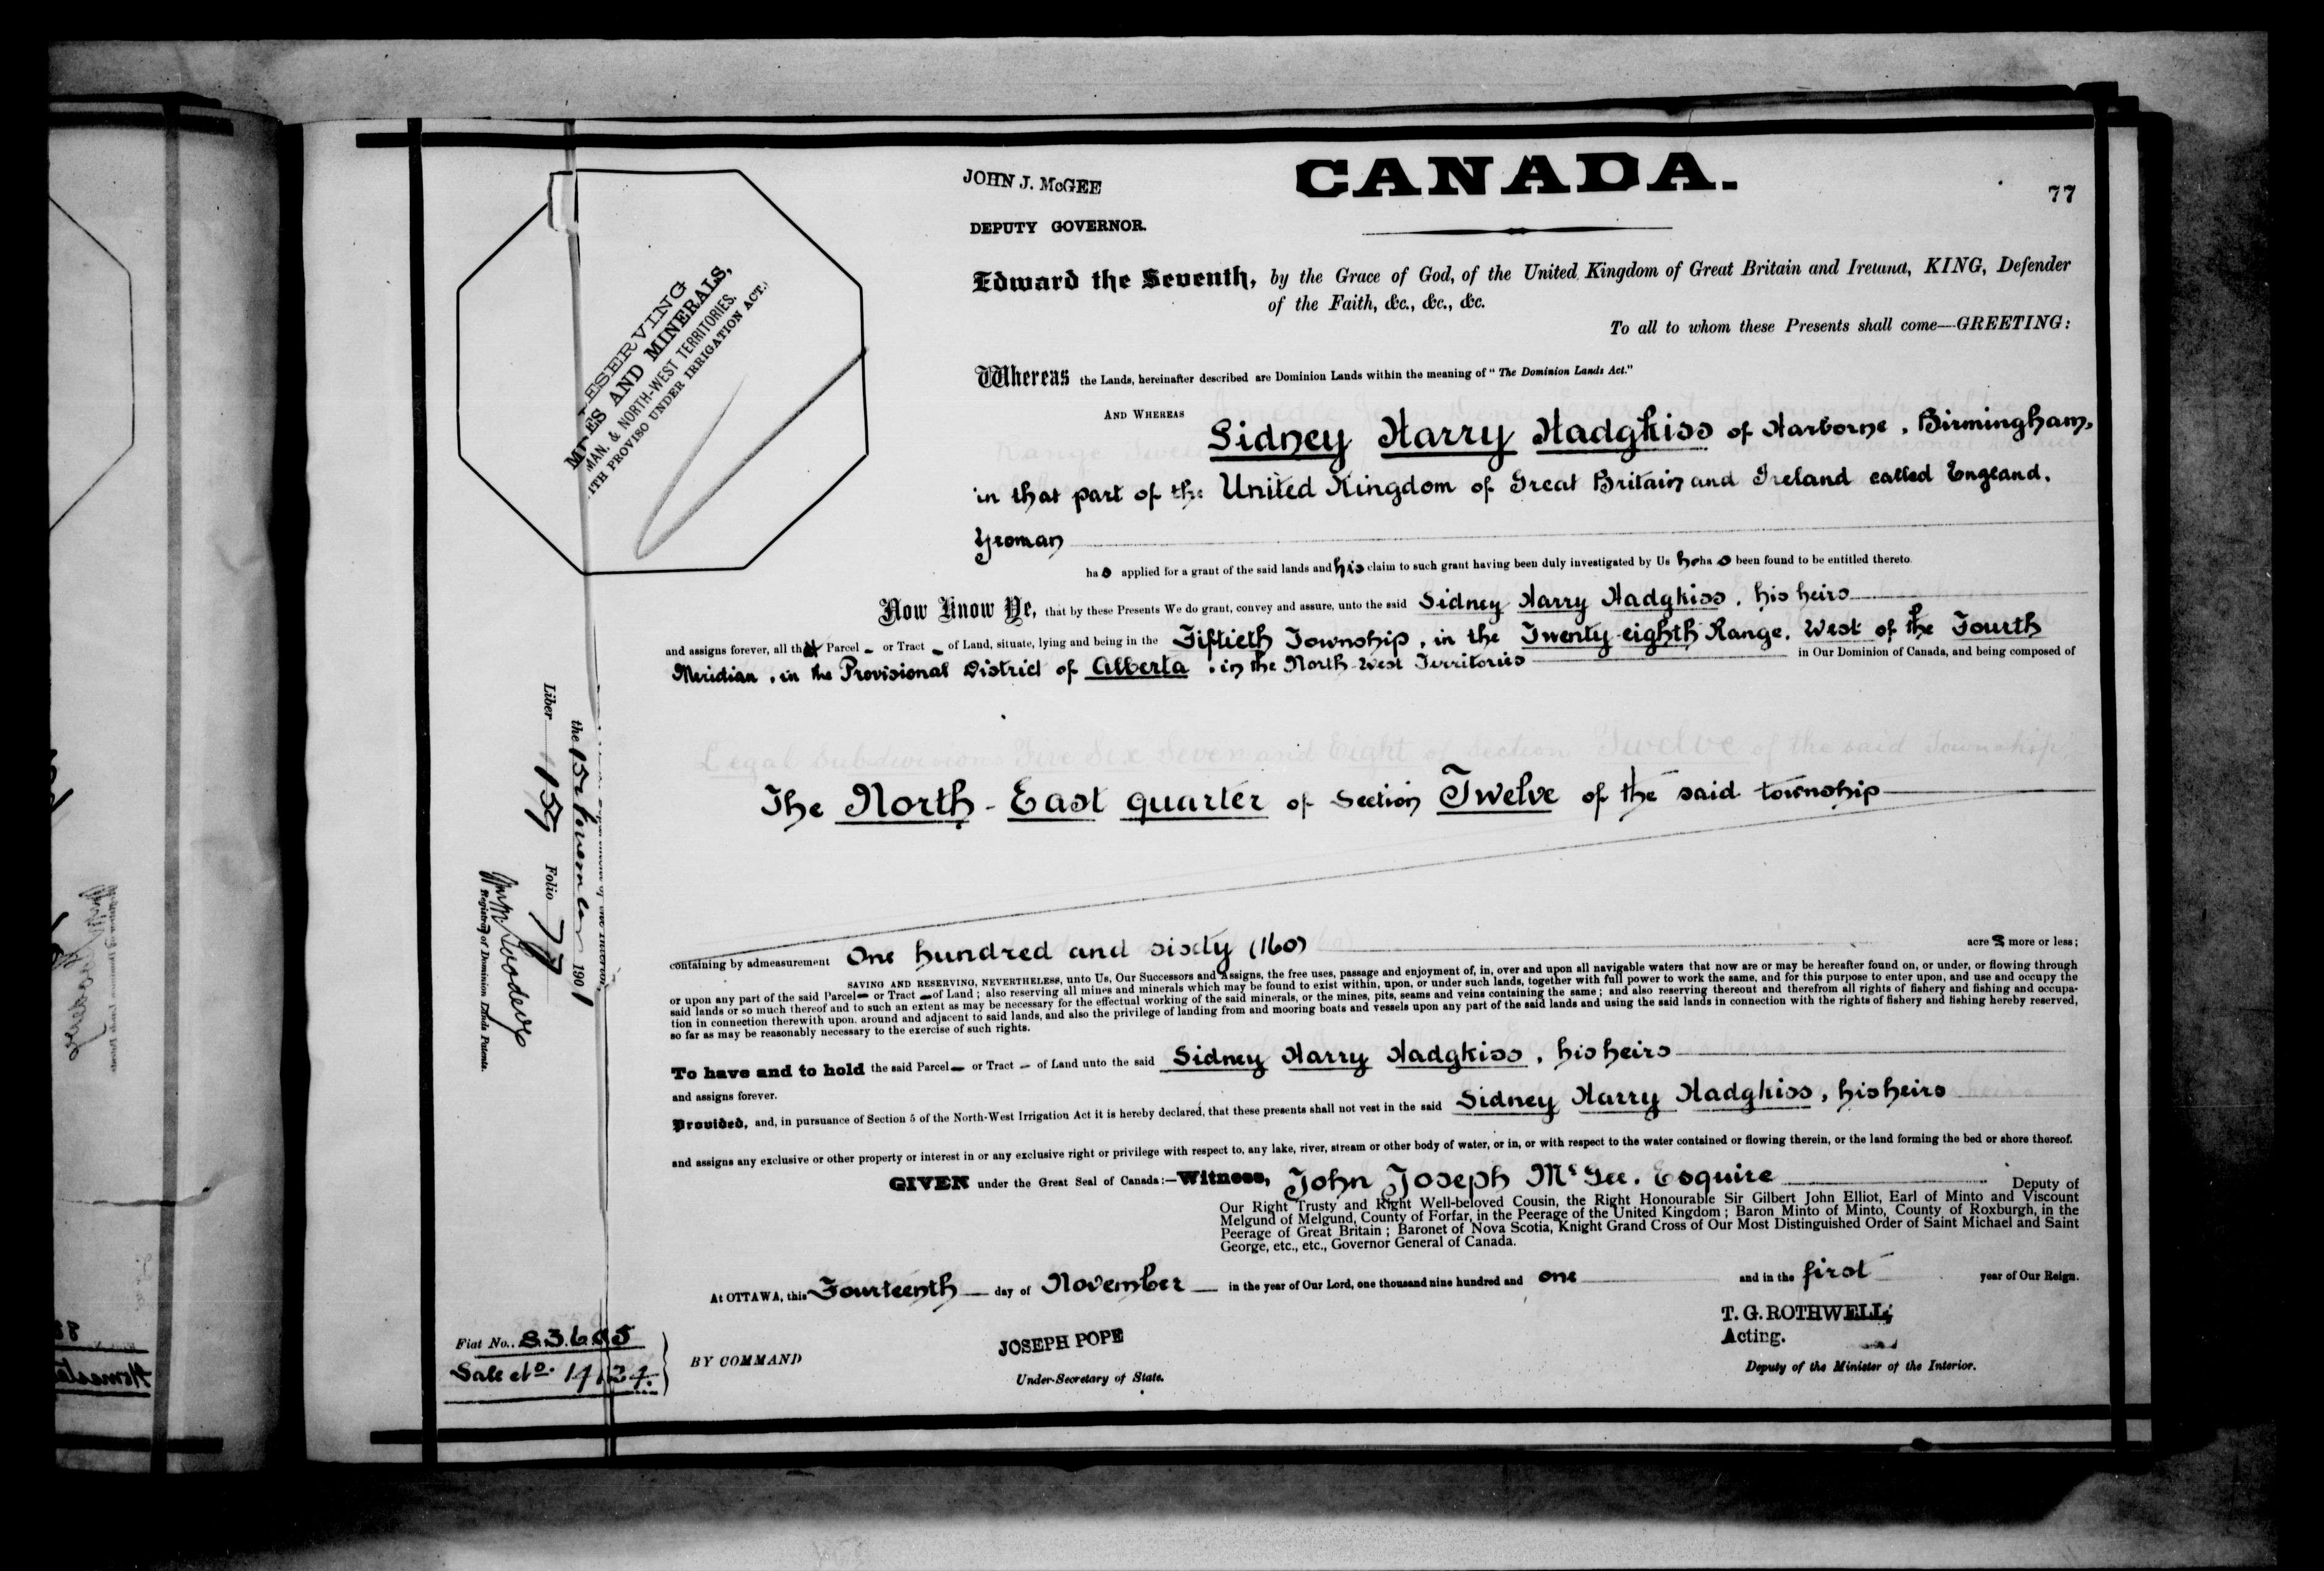 JOHN J. McGEE
CANADA.
77
DEPUTY GOVERNOR.
Edward the Seventh, by the Grace of God, of the United Kingdom of Great Britain and Ireland, KING, Defender
of the Faith, &c., &c., &c.
To all to whom these Presents shall come—GREETING:
ESERVING
MINES AND MINERALS,
MAN. & NORTH-WEST TERRITORIES.
ITH PROVISO UNDER IRRIGATION ACT.)
Whereas the Lands, hereinafter described are Dominion Lands within the meaning of "The Dominion Lands Act."
AND WHEREAS Sidney Harry Hadgkiss of Harborne, Birmingham,
in that part of the United Kingdom of Great Britain and Ireland called England,
Yeoman
has applied for a grant of the said lands and his claim to such grant having been duly investigated by Us he has been found to be entitled thereto.
Now Know Ye, that by these Presents We do grant, convey and assure, unto the said Sidney Harry Hadgkiss, his heirs
and assigns forever, all that Parcel or Tract of Land, situate, lying and being in the Fiftieth Township, in the Twenty-eighth Range, West of the Fourth
Meridian, in the Provisional District of Alberta, in the North-West Territories in Our Dominion of Canada, and being composed of
Legal Subdivisions Five Six Seven and Eight of Section Twelve of the said Township
The North-East quarter of Section Twelve of the said township
containing by admeasurement One hundred and sixty (160) acres more or less;
SAVING AND RESERVING, NEVERTHELESS, unto Us, Our Successors and Assigns, the free uses, passage and enjoyment of, in, over and upon all navigable waters that now are or may be hereafter found on, or under, or flowing through
or upon any part of the said Parcel or Tract of Land; also reserving all mines and minerals which may be found to exist within, upon, or under such lands, together with full power to work the same, and for this purpose to enter upon, and use and occupy the
said lands or so much thereof and to such an extent as may be necessary for the effectual working of the said minerals, or the mines, pits, seams and veins containing the same; and also reserving thereout and therefrom all rights of fishery and fishing and occupa-
tion in connection therewith upon, around and adjacent to said lands, and also the privilege of landing from and mooring boats and vessels upon any part of the said lands and using the said lands in connection with the rights of fishery and fishing hereby reserved,
so far as may be reasonably necessary to the exercise of such rights.
To have and to hold the said Parcel or Tract of Land unto the said Sidney Harry Hadgkiss, his heirs
and assigns forever.
Provided, and, in pursuance of Section 5 of the North-West Irrigation Act it is hereby declared, that these presents shall not vest in the said Sidney Harry Hadgkiss, his heirs
and assigns any exclusive or other property or interest in or any exclusive right or privilege with respect to, any lake, river, stream or other body of water, or in, or with respect to the water contained or flowing therein, or the land forming the bed or shore thereof.
GIVEN under the Great Seal of Canada:—Witness, John Joseph McGee, Esquire Deputy of
Our Right Trusty and Right Well-beloved Cousin, the Right Honourable Sir Gilbert John Elliot, Earl of Minto and Viscount
Melgund of Melgund, County of Forfar, in the Peerage of the United Kingdom; Baron Minto of Minto, County of Roxburgh, in the
Peerage of Great Britain; Baronet of Nova Scotia, Knight Grand Cross of Our Most Distinguished Order of Saint Michael and Saint
George, etc., etc., Governor General of Canada.
At OTTAWA, this Fourteenth day of November in the year of Our Lord, one thousand nine hundred and one and in the first year of Our Reign.
BY COMMAND
JOSEPH POPE
Under-Secretary of State.
T. G. ROTHWELL,
Acting.
Deputy of the Minister of the Interior.
the 15 November 1901
Liber 157 Folio 77
Registrar of Dominion Lands Patents.
Fiat No. 83605
Sale No. 14124.